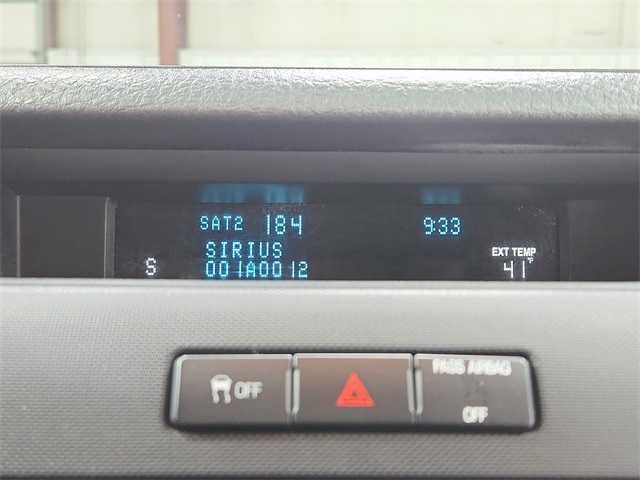 SAT2 184 9:33
SIRIUS
EXT TEMP
S 001A0012 41°F
OFF PASS AIRBAG
OFF